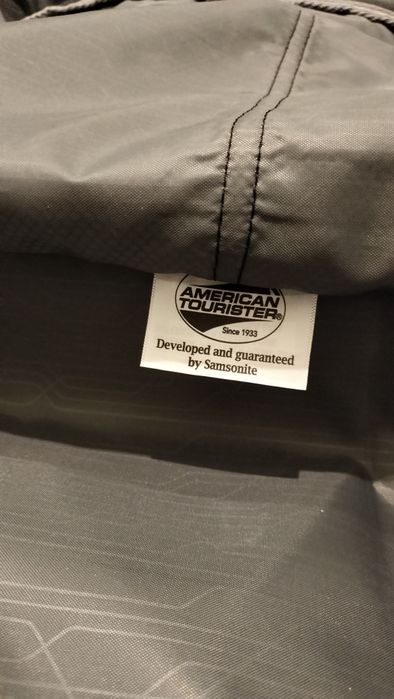 AMERICAN
TOURISTER®
Since 1933
Developed and guaranteed
by Samsonite